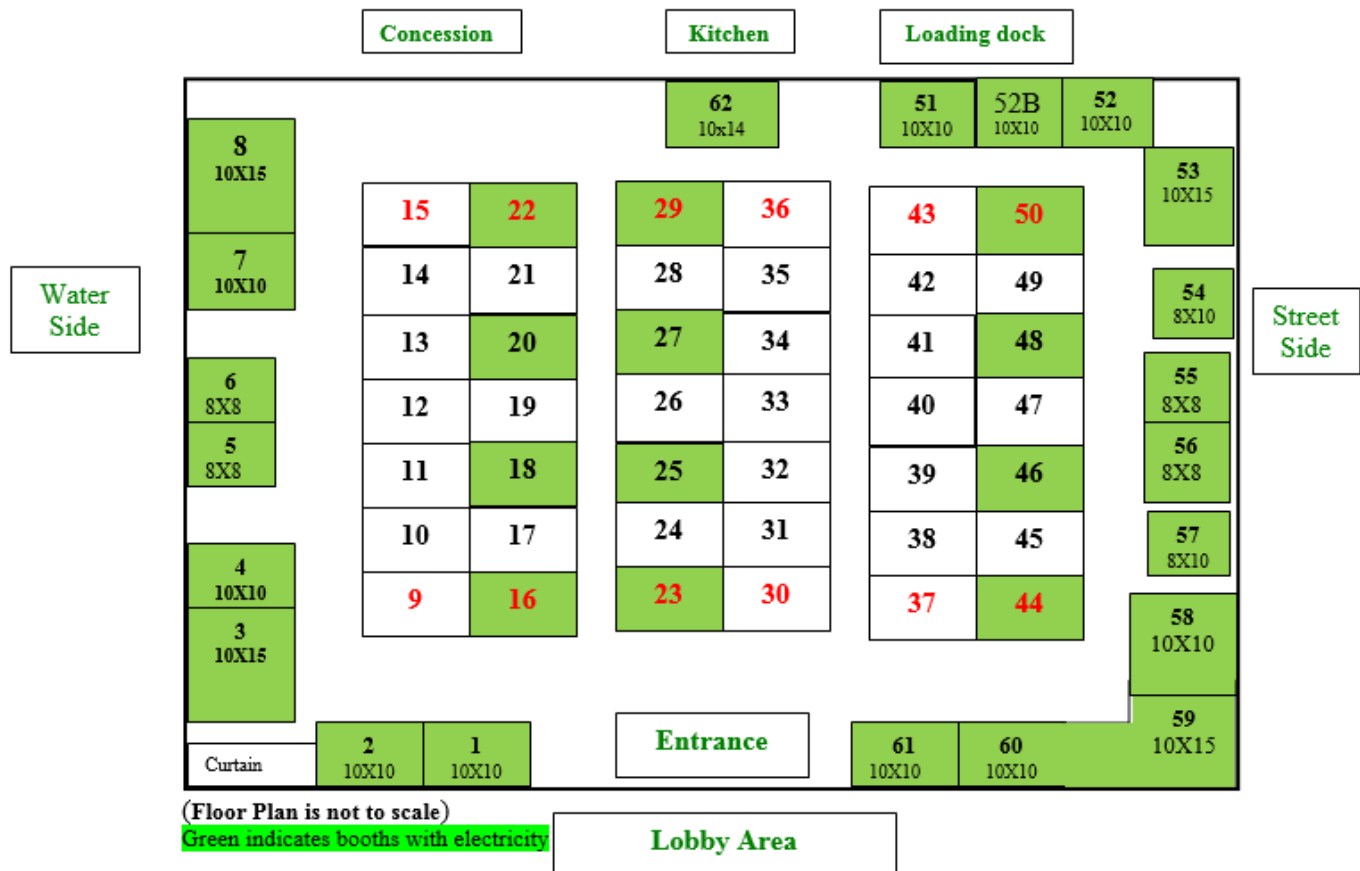 Concession
Kitchen
Loading dock
62
10x14
51
10X10
52B
10X10
52
10X10
8
10X15
53
10X15
15
22
29
36
43
50
7
10X10
14
21
28
35
42
49
54
8X10
Water
Side
Street
Side
13
20
27
34
41
48
6
8X8
55
8X8
12
19
26
33
40
47
5
8X8
56
8X8
11
18
25
32
39
46
10
17
24
31
38
45
57
8X10
4
10X10
9
16
23
30
37
44
3
10X15
58
10X10
59
10X15
Curtain
2
10X10
1
10X10
Entrance
61
10X10
60
10X10
(Floor Plan is not to scale)
Green indicates booths with electricity
Lobby Area